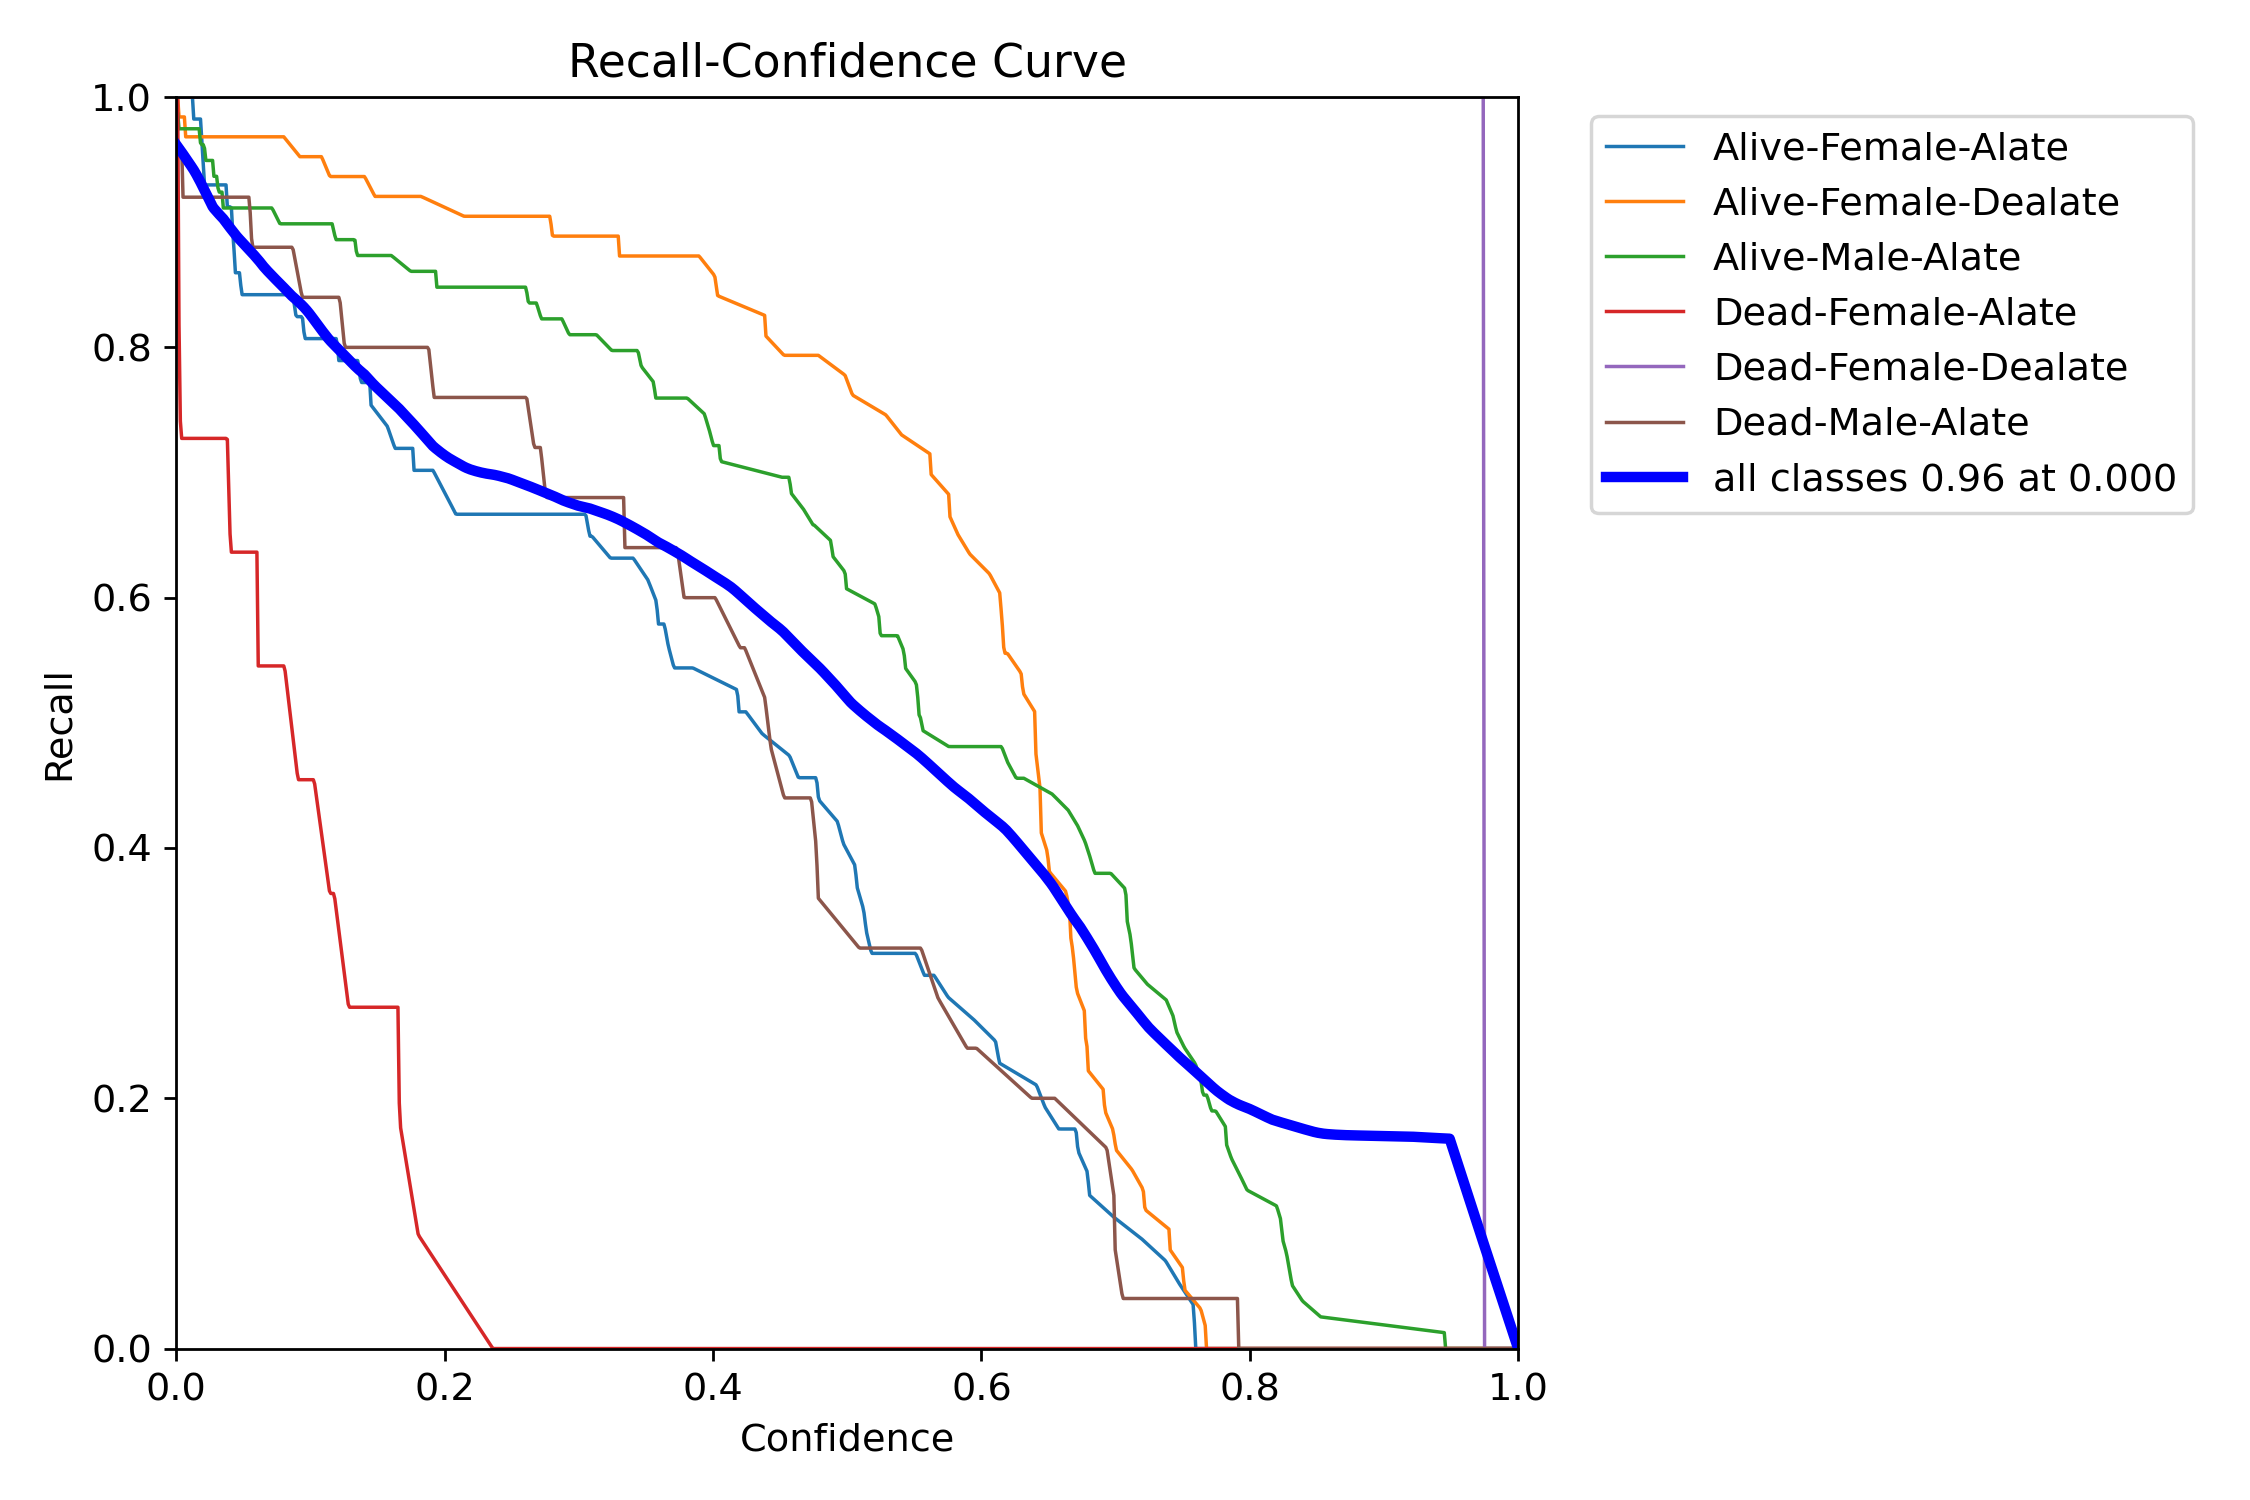 Recall-Confidence Curve
1.0
0.8
0.6
0.4
0.2
0.0
Recall
0.0 0.2 0.4 0.6 0.8 1.0
Confidence
Alive-Female-Alate
Alive-Female-Dealate
Alive-Male-Alate
Dead-Female-Alate
Dead-Female-Dealate
Dead-Male-Alate
all classes 0.96 at 0.000